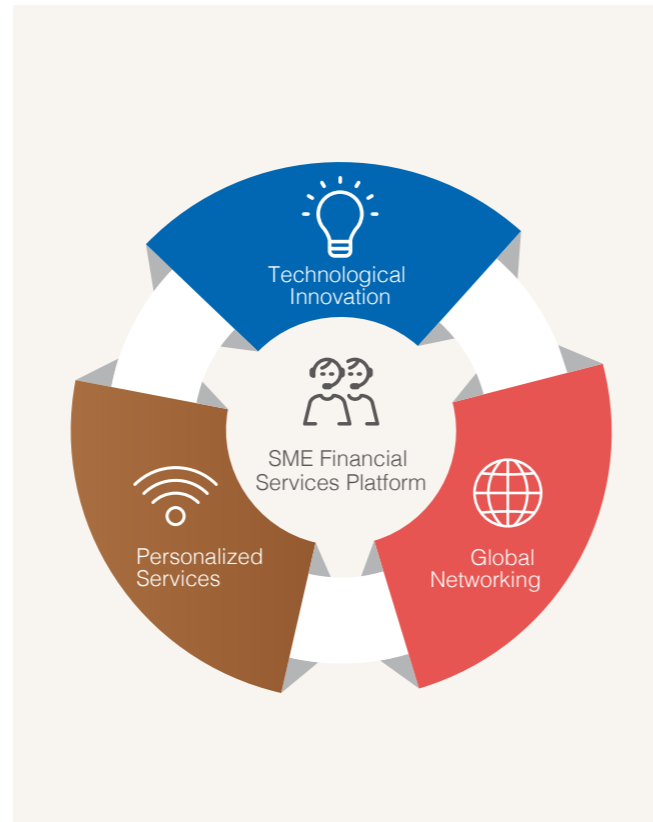 Technological
Innovation
SME Financial
Services Platform
Personalized
Services
Global
Networking